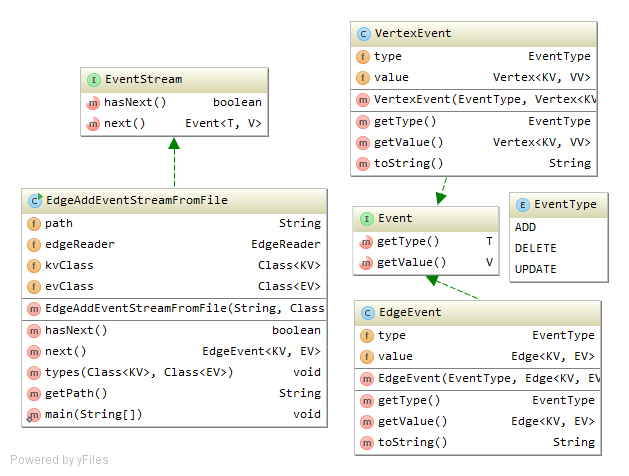 EventStream
hasNext() boolean
next() Event<T, V>
EdgeAddEventStreamFromFile
path String
edgeReader EdgeReader
kvClass Class<KV>
evClass Class<EV>
EdgeAddEventStreamFromFile(String, Class
hasNext() boolean
next() EdgeEvent<KV, EV>
types(Class<KV>, Class<EV>) void
getPath() String
main(String[]) void
VertexEvent
type EventType
value Vertex<KV, VV>
VertexEvent(EventType, Vertex<KV
getType() EventType
getValue() Vertex<KV, VV>
toString() String
Event
getType() T
getValue() V
EventType
ADD
DELETE
UPDATE
EdgeEvent
type EventType
value Edge<KV, EV>
EdgeEvent(EventType, Edge<KV, EV
getType() EventType
getValue() Edge<KV, EV>
toString() String
Powered by yFiles